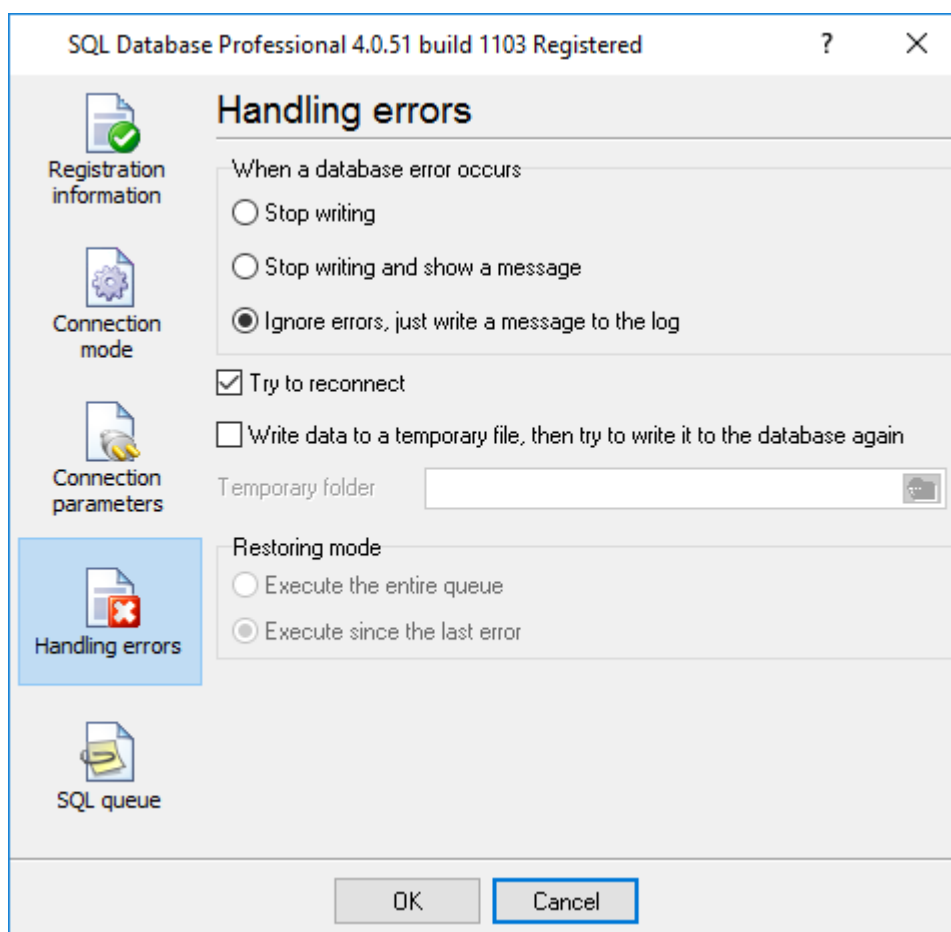 SQL Database Professional 4.0.51 build 1103 Registered
?
Registration
information
Connection
mode
Connection
parameters
Handling errors
SQL queue
Handling errors
When a database error occurs
Stop writing
Stop writing and show a message
Ignore errors, just write a message to the log
Try to reconnect
Write data to a temporary file, then try to write it to the database again
Temporary folder
Restoring mode
Execute the entire queue
Execute since the last error
OK
Cancel